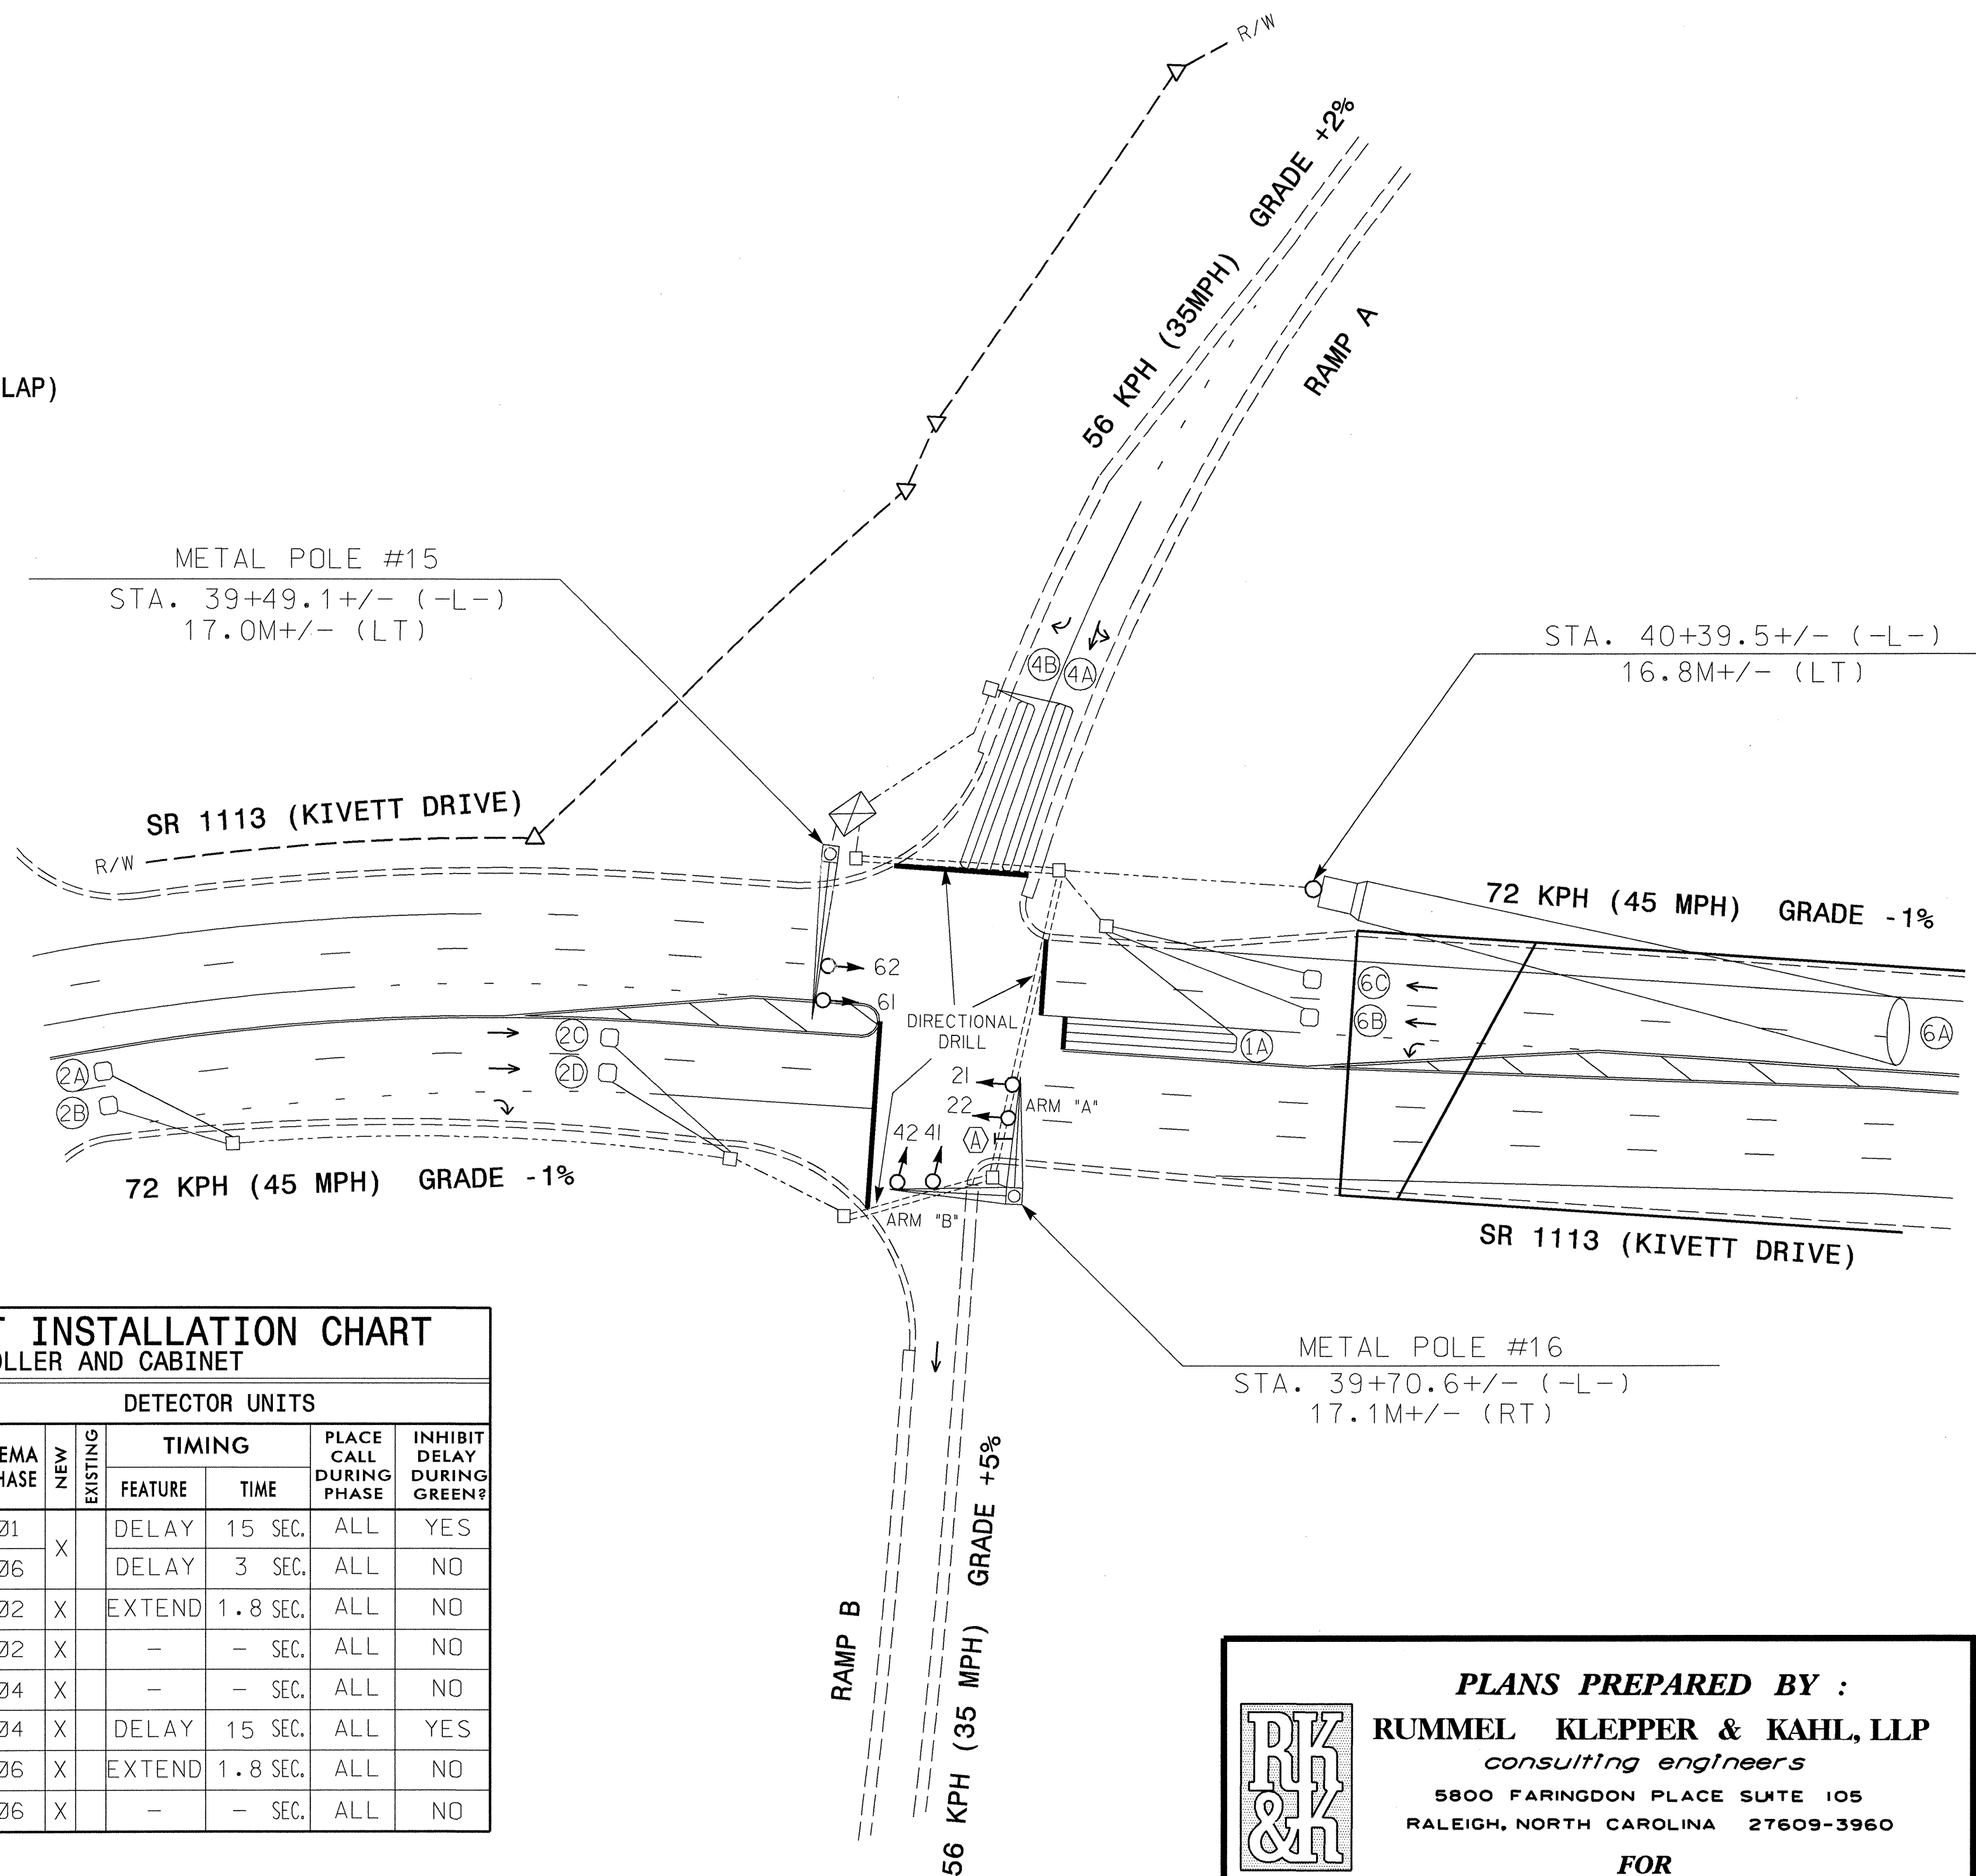 R/W
GRADE +2%
56 KPH (35MPH)
RAMP A
LAP)
METAL POLE #15
STA. 39+49.1+/- (-L-)
17.0M+/- (LT)
STA. 40+39.5+/- (-L-)
16.8M+/- (LT)
4B
4A
SR 1113 (KIVETT DRIVE)
R/W
72 KPH (45 MPH) GRADE -1%
62
61
6C
6B
6A
1A
DIRECTIONAL
DRILL
2C
2D
2A
2B
21
22
ARM "A"
A
42 41
ARM "B"
72 KPH (45 MPH) GRADE -1%
SR 1113 (KIVETT DRIVE)
METAL POLE #16
STA. 39+70.6+/- (-L-)
17.1M+/- (RT)
RAMP B
56 KPH (35 MPH) GRADE +5%
INSTALLATION CHART
OLLER AND CABINET
DETECTOR UNITS
EMA
HASE
NEW
EXISTING
TIMING
FEATURE
TIME
PLACE
CALL
DURING
PHASE
INHIBIT
DELAY
DURING
GREEN?
Ø1 X DELAY 15 SEC. ALL YES
Ø6 DELAY 3 SEC. ALL NO
Ø2 X EXTEND 1.8 SEC. ALL NO
Ø2 X - - SEC. ALL NO
Ø4 X - - SEC. ALL NO
Ø4 X DELAY 15 SEC. ALL YES
Ø6 X EXTEND 1.8 SEC. ALL NO
Ø6 X - - SEC. ALL NO
RK
&K
PLANS PREPARED BY :
RUMMEL KLEPPER & KAHL, LLP
consulting engineers
5800 FARINGDON PLACE SUITE 105
RALEIGH, NORTH CAROLINA 27609-3960
FOR